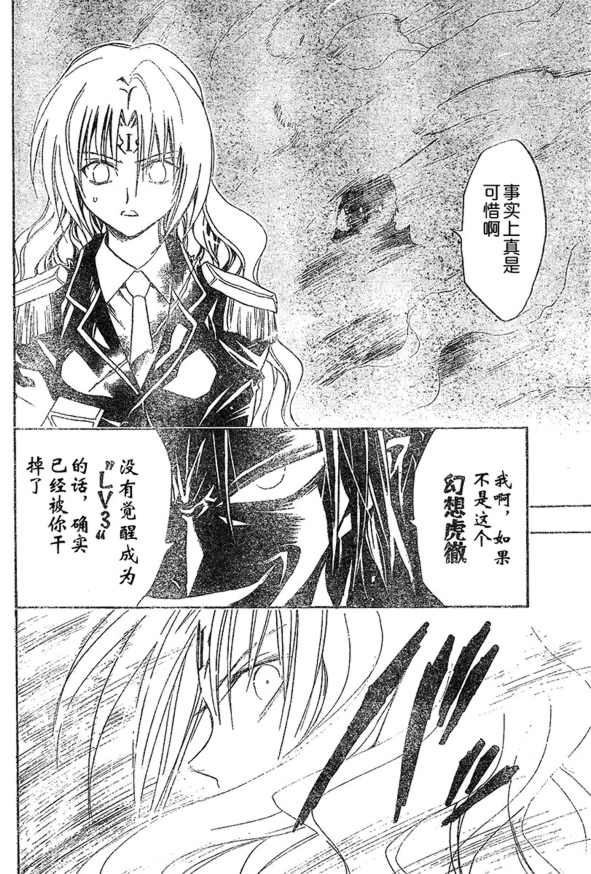 I
事实上真是
可惜啊
我啊，如果
不是这个
幻想虎徹
没有觉醒成为
"LV3"
的话，确实
已经被你干
掉了